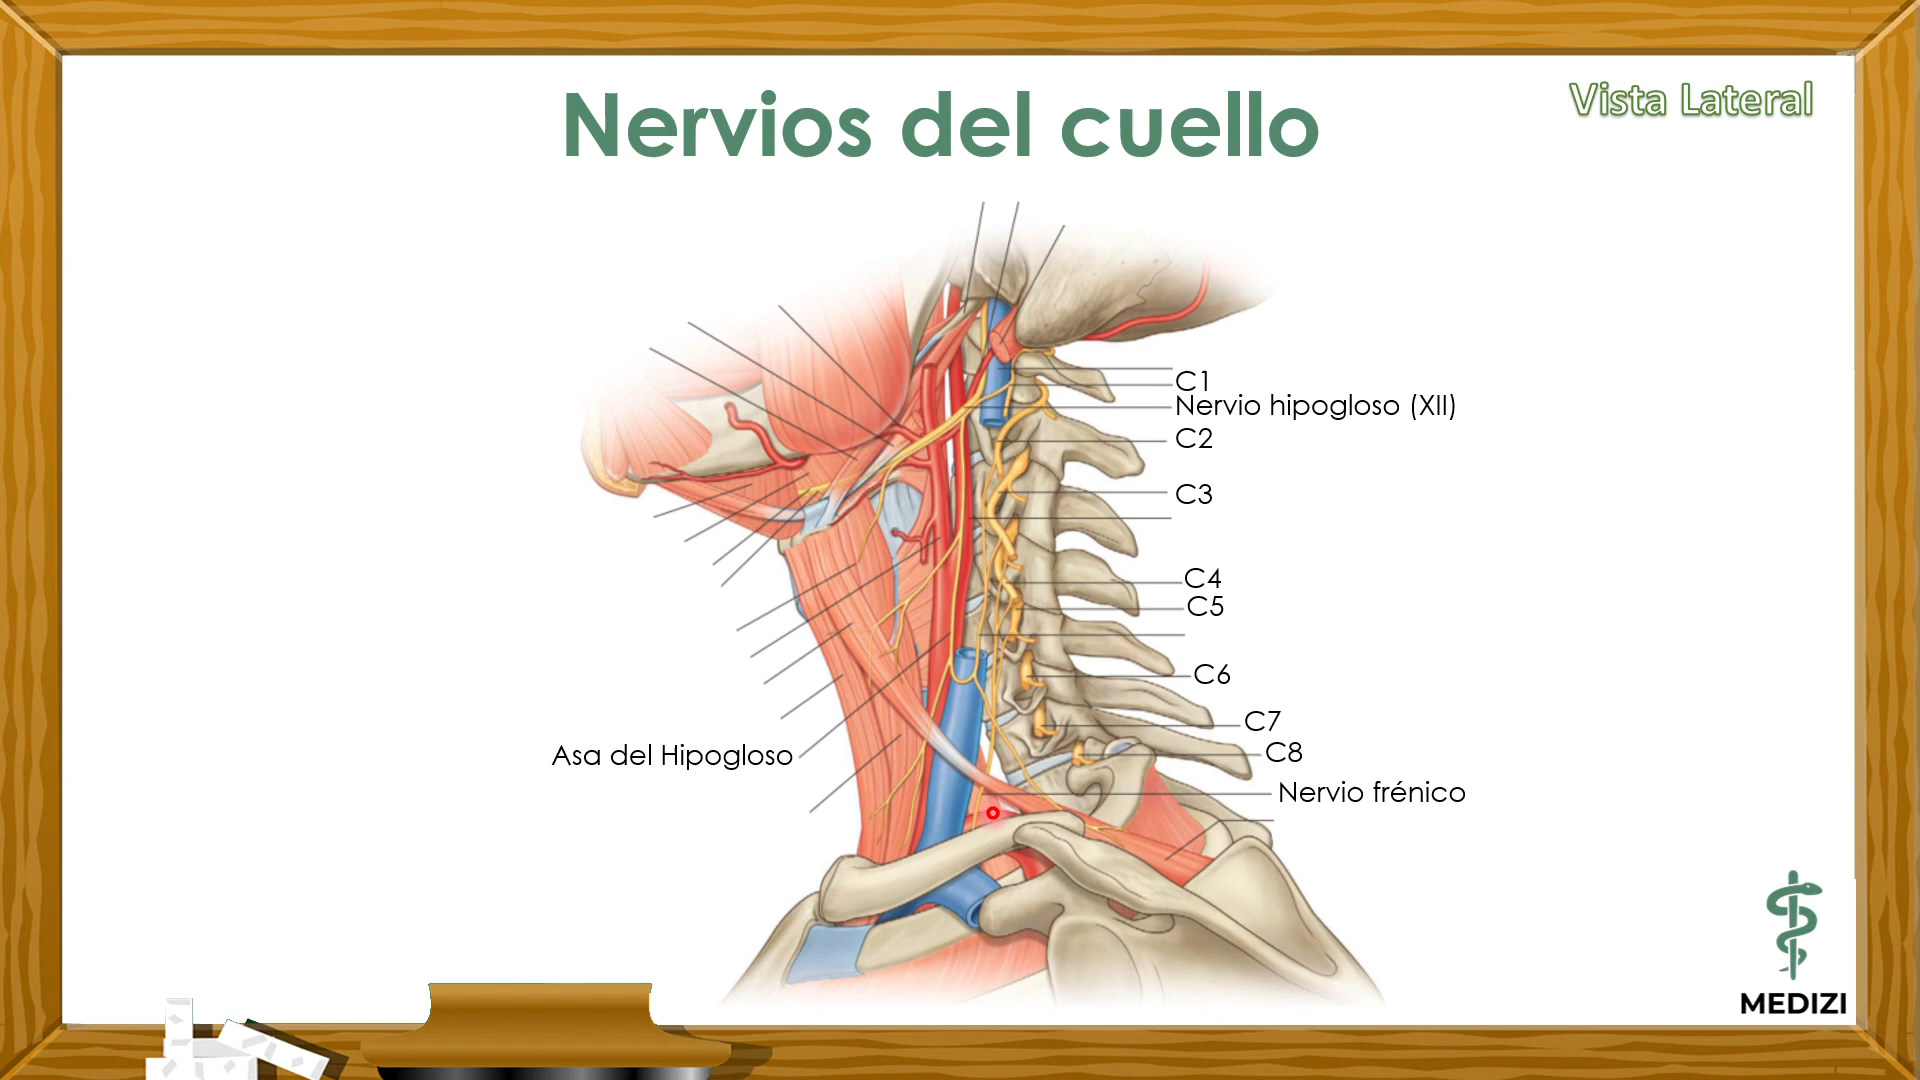 Nervios del cuello
Vista Lateral
C1
Nervio hipogloso (XII)
C2
C3
C4
C5
C6
C7
C8
Asa del Hipogloso
Nervio frénico
MEDIZI